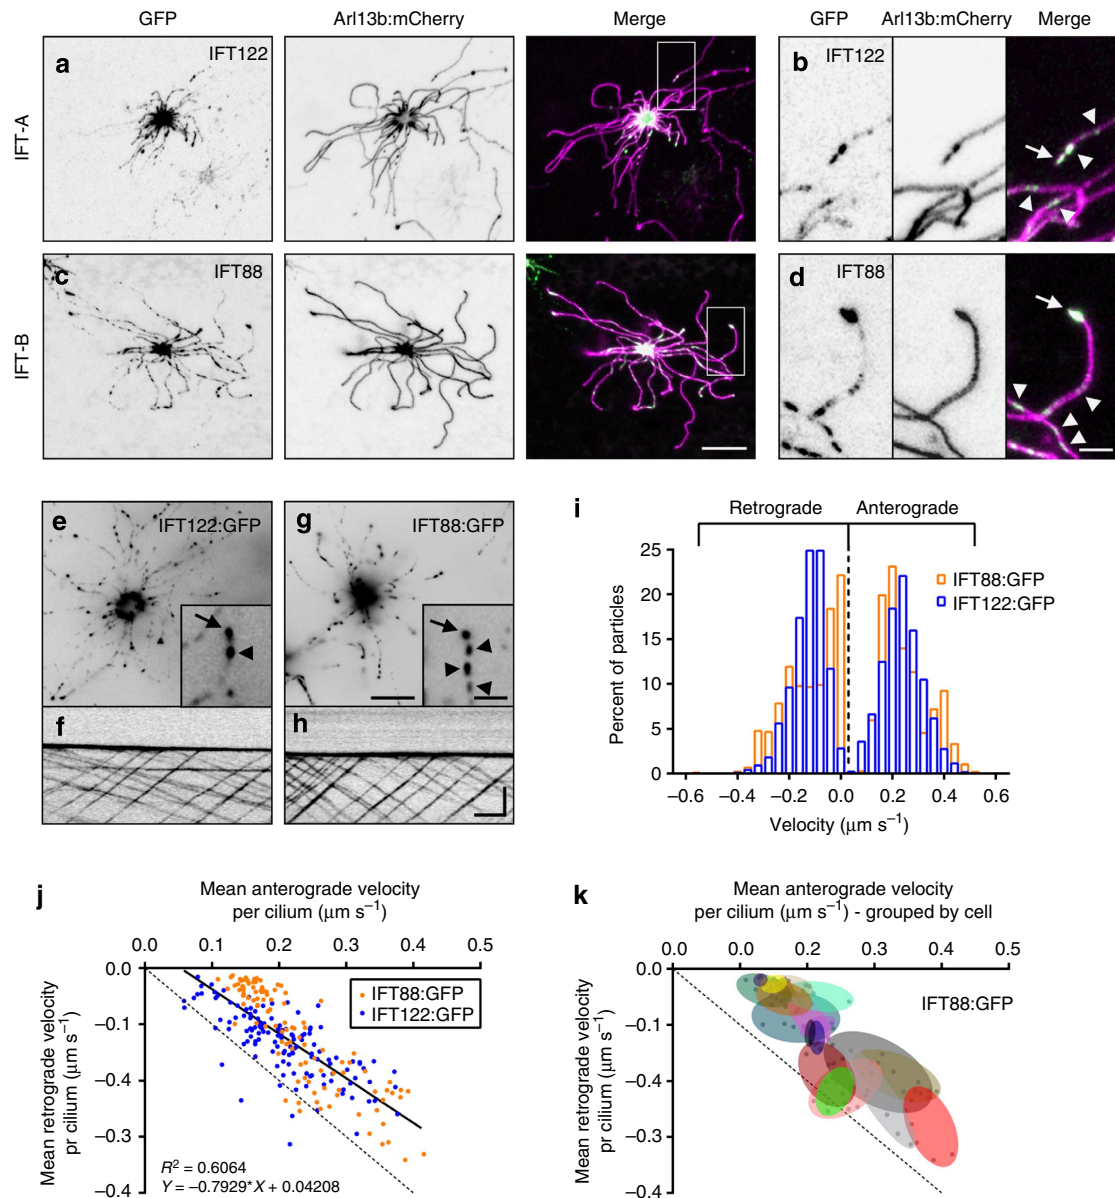 GFP Arl13b:mCherry Merge GFP Arl13b:mCherry Merge
a IFT122 b IFT122
IFT-A
c IFT88 d IFT88
IFT-B
e IFT122:GFP g IFT88:GFP
f h
i
Retrograde Anterograde
25
20
15
10
5
0
Percent of particles
IFT88:GFP
IFT122:GFP
−0.6 −0.4 −0.2 0.0 0.2 0.4 0.6
Velocity (μm s⁻¹)
j
Mean anterograde velocity
per cilium (μm s⁻¹)
0.0 0.1 0.2 0.3 0.4 0.5
0.0
−0.1
−0.4
−0.3
−0.4
Mean retrograde velocity
pr cilium (μm s⁻¹)
IFT88:GFP
IFT122:GFP
R² = 0.6064
Y = −0.7929*X + 0.04208
k
Mean anterograde velocity
per cilium (μm s⁻¹) - grouped by cell
0.0 0.0 0.2 0.3 0.4 0.5
0.0
−0.1
−0.4
−0.3
−0.4
Mean retrograde velocity
pr cilium (μm s⁻¹)
IFT88:GFP